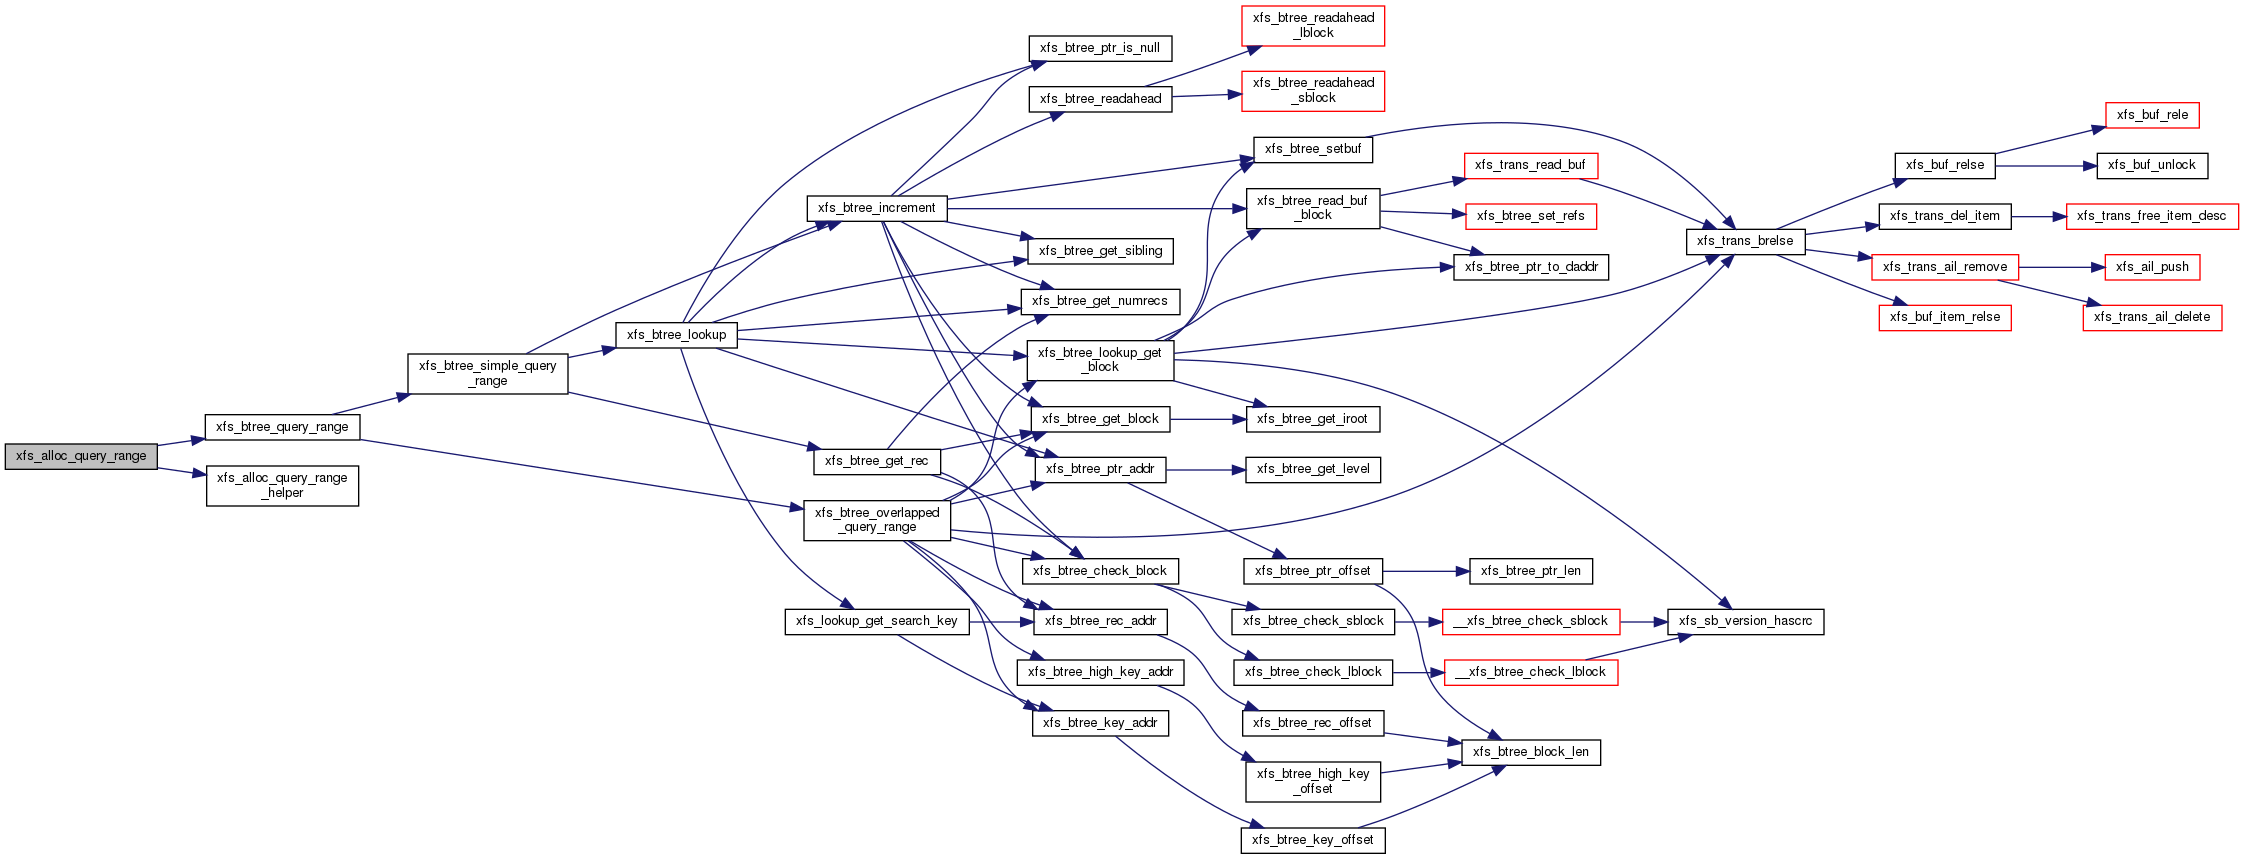 xfs_alloc_query_range
xfs_btree_query_range
xfs_alloc_query_range
_helper
xfs_btree_simple_query
_range
xfs_btree_lookup
xfs_btree_increment
xfs_btree_get_rec
xfs_btree_overlapped
_query_range
xfs_lookup_get_search_key
xfs_btree_ptr_is_null
xfs_btree_readahead
xfs_btree_get_sibling
xfs_btree_get_numrecs
xfs_btree_lookup_get
_block
xfs_btree_get_block
xfs_btree_ptr_addr
xfs_btree_check_block
xfs_btree_rec_addr
xfs_btree_high_key_addr
xfs_btree_key_addr
xfs_btree_readahead
_lblock
xfs_btree_readahead
_sblock
xfs_btree_setbuf
xfs_btree_read_buf
_block
xfs_btree_get_iroot
xfs_btree_get_level
xfs_btree_ptr_offset
xfs_btree_check_sblock
xfs_btree_check_lblock
xfs_btree_rec_offset
xfs_btree_high_key
_offset
xfs_btree_key_offset
xfs_trans_read_buf
xfs_btree_set_refs
xfs_btree_ptr_to_daddr
xfs_btree_ptr_len
__xfs_btree_check_sblock
__xfs_btree_check_lblock
xfs_btree_block_len
xfs_trans_brelse
xfs_sb_version_hascrc
xfs_buf_relse
xfs_trans_del_item
xfs_trans_ail_remove
xfs_buf_item_relse
xfs_buf_rele
xfs_buf_unlock
xfs_trans_free_item_desc
xfs_ail_push
xfs_trans_ail_delete